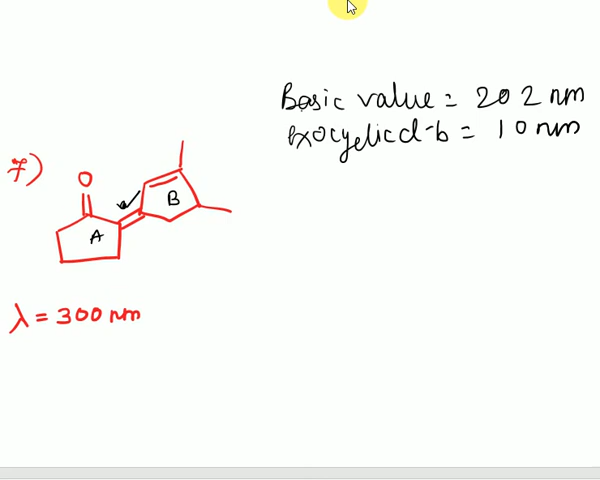 Basic value = 202 nm
Exocyclic d-b = 10 nm
7)
O
A
B
λ = 300 nm